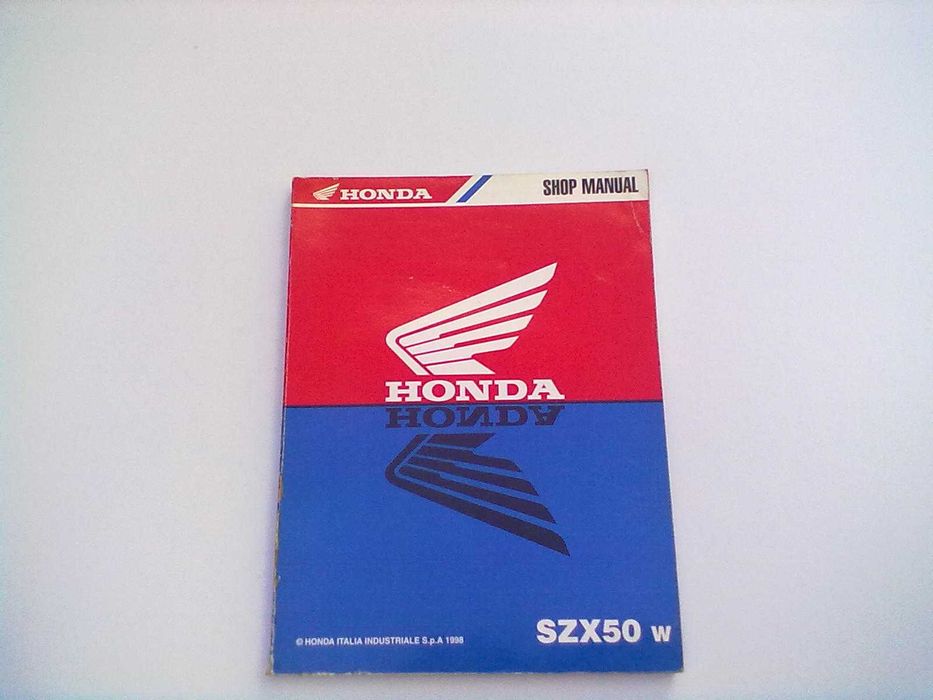 HONDA
SHOP MANUAL
HONDA
HONDA
SZX50 W
© HONDA ITALIA INDUSTRIALE S.p.A 1998